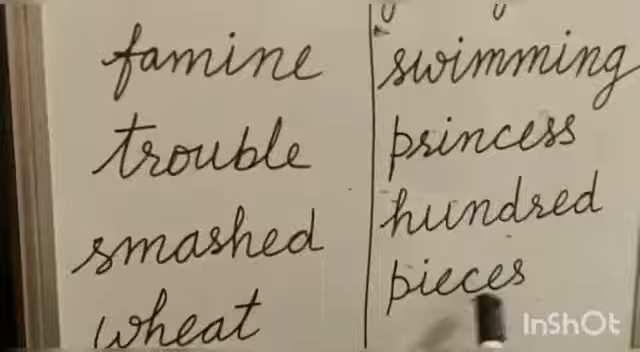 famine
trouble
smashed
wheat
swimming
princess
hundred
pieces
InShOt